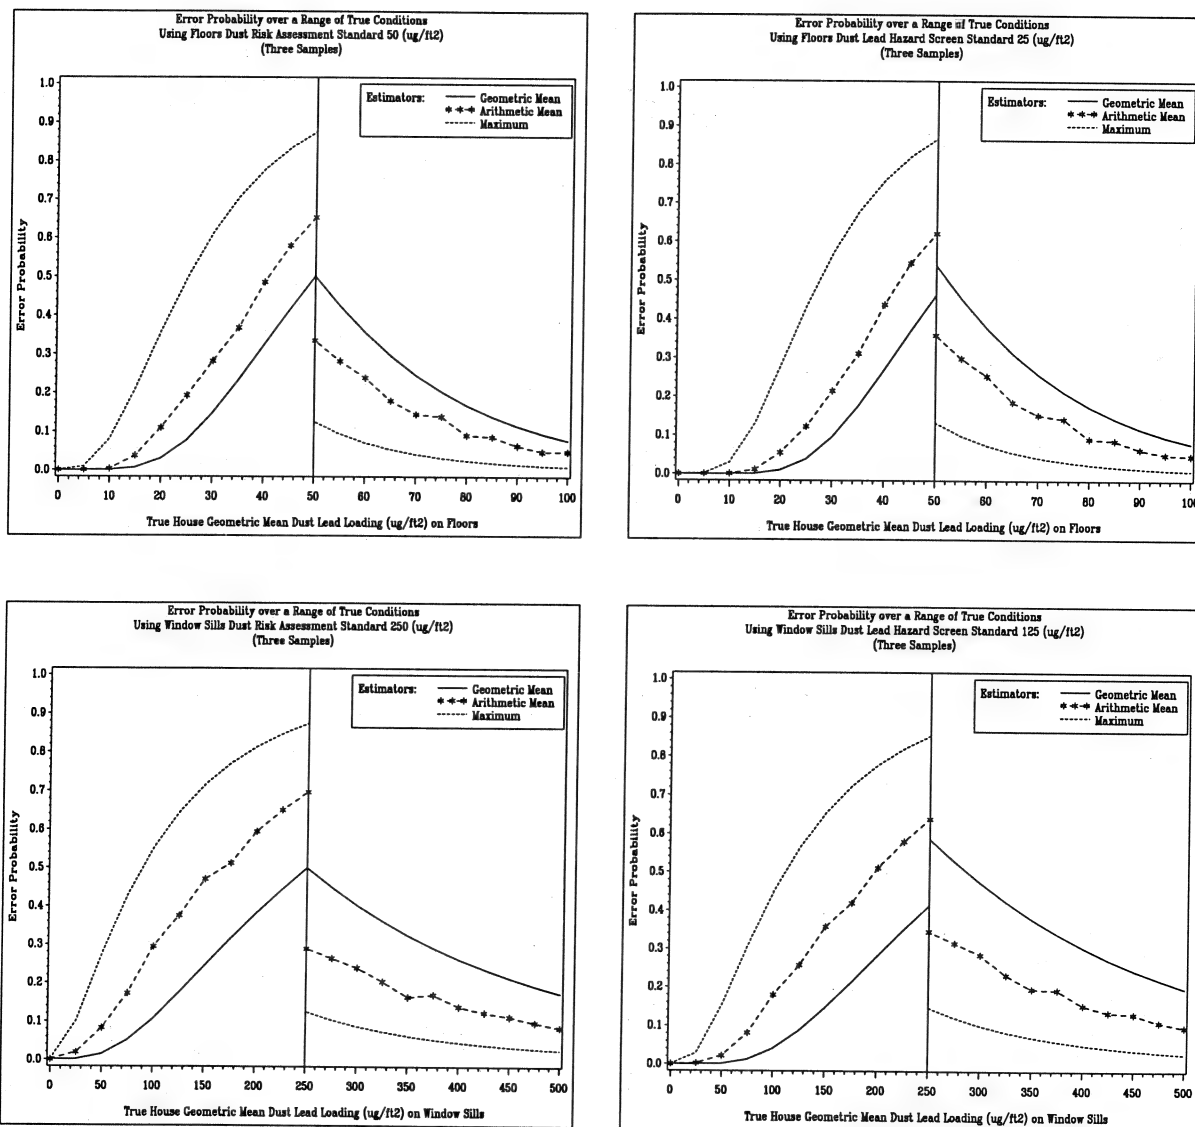 Error Probability over a Range of True Conditions
Using Floors Dust Risk Assessment Standard 50 (ug/ft2)
(Three Samples)
Estimators:
Geometric Mean
Arithmetic Mean
Maximum
Error Probability
1.0
0.9
0.8
0.7
0.6
0.5
0.4
0.3
0.2
0.1
0.0
0 10 20 30 40 50 60 70 80 90 100
True House Geometric Mean Dust Lead Loading (ug/ft2) on Floors
Error Probability over a Range of True Conditions
Using Floors Dust Lead Hazard Screen Standard 25 (ug/ft2)
(Three Samples)
Estimators:
Geometric Mean
Arithmetic Mean
Maximum
Error Probability
1.0
0.9
0.8
0.7
0.6
0.5
0.4
0.3
0.2
0.1
0.0
0 10 20 30 40 50 60 70 80 90
True House Geometric Mean Dust Lead Loading (ug/ft2) on Floors
Error Probability over a Range of True Conditions
Using Window Sills Dust Risk Assessment Standard 250 (ug/ft2)
(Three Samples)
Estimators:
Geometric Mean
Arithmetic Mean
Maximum
Error Probability
1.0
0.9
0.8
0.7
0.6
0.5
0.4
0.3
0.2
0.1
0.0
0 50 100 150 200 250 300 350 400 450 500
True House Geometric Mean Dust Lead Loading (ug/ft2) on Window Sills
Error Probability over a Range of True Conditions
Using Window Sills Dust Lead Hazard Screen Standard 125 (ug/ft2)
(Three Samples)
Estimators:
Geometric Mean
Arithmetic Mean
Maximum
Error Probability
1.0
0.9
0.8
0.7
0.6
0.5
0.4
0.3
0.2
0.1
0.0
0 50 100 150 200 250 300 350 400 450 500
True House Geometric Mean Dust Lead Loading (ug/ft2) on Window Sills